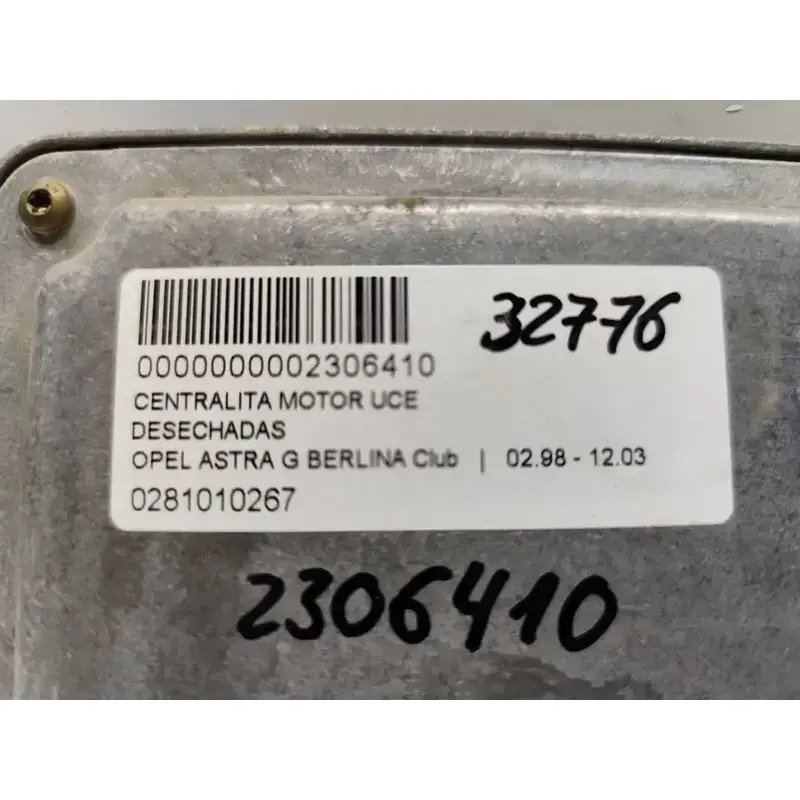 32776
0000000002306410
CENTRALITA MOTOR UCE
DESECHADAS
OPEL ASTRA G BERLINA Club | 02.98 - 12.03
0281010267
2306410